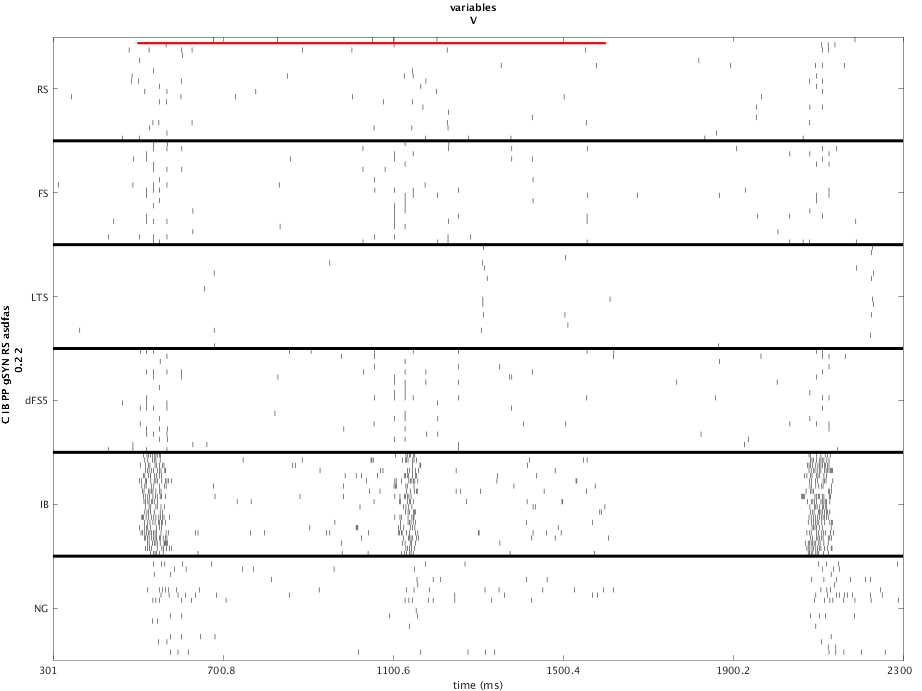 variables
V
C IB PP gSYN RS asdfas
0.2 2
RS
FS
LTS
dFS5
IB
NG
301
700.8
1100.6
1500.4
1900.2
2300
time (ms)